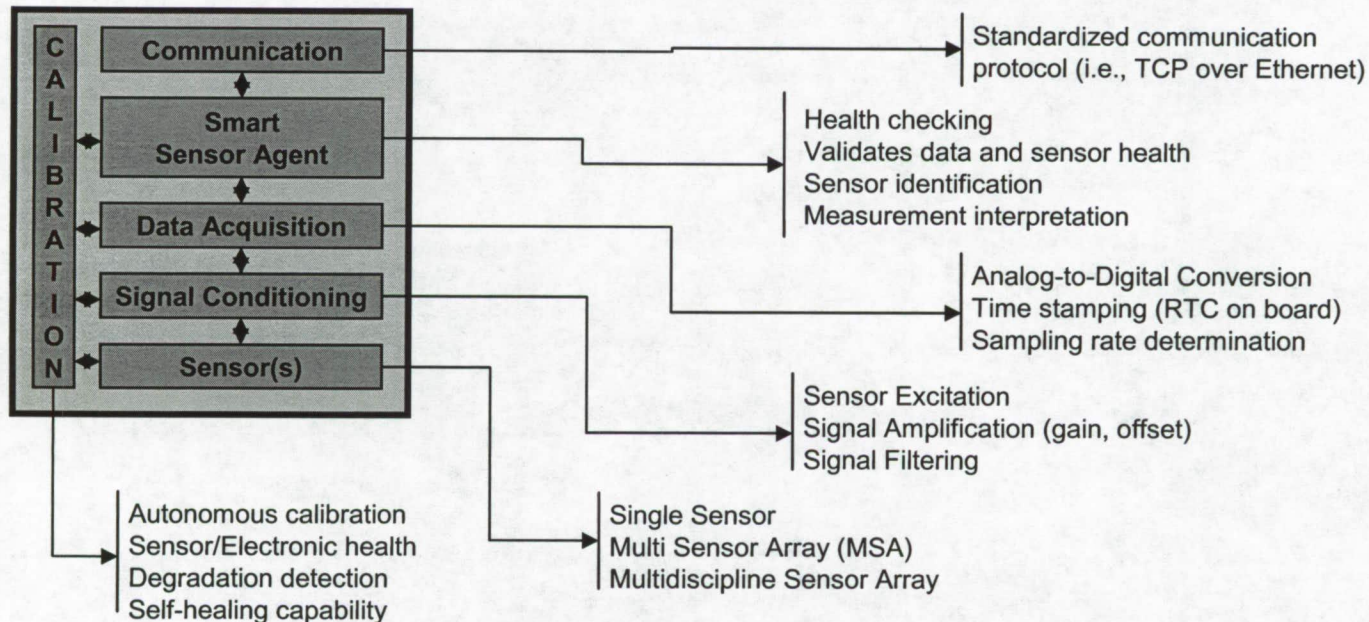 CALIBRATION
Communication
Smart
Sensor Agent
Data Acquisition
Signal Conditioning
Sensor(s)
Standardized communication
protocol (i.e., TCP over Ethernet)
Health checking
Validates data and sensor health
Sensor identification
Measurement interpretation
Analog-to-Digital Conversion
Time stamping (RTC on board)
Sampling rate determination
Sensor Excitation
Signal Amplification (gain, offset)
Signal Filtering
Single Sensor
Multi Sensor Array (MSA)
Multidiscipline Sensor Array
Autonomous calibration
Sensor/Electronic health
Degradation detection
Self-healing capability